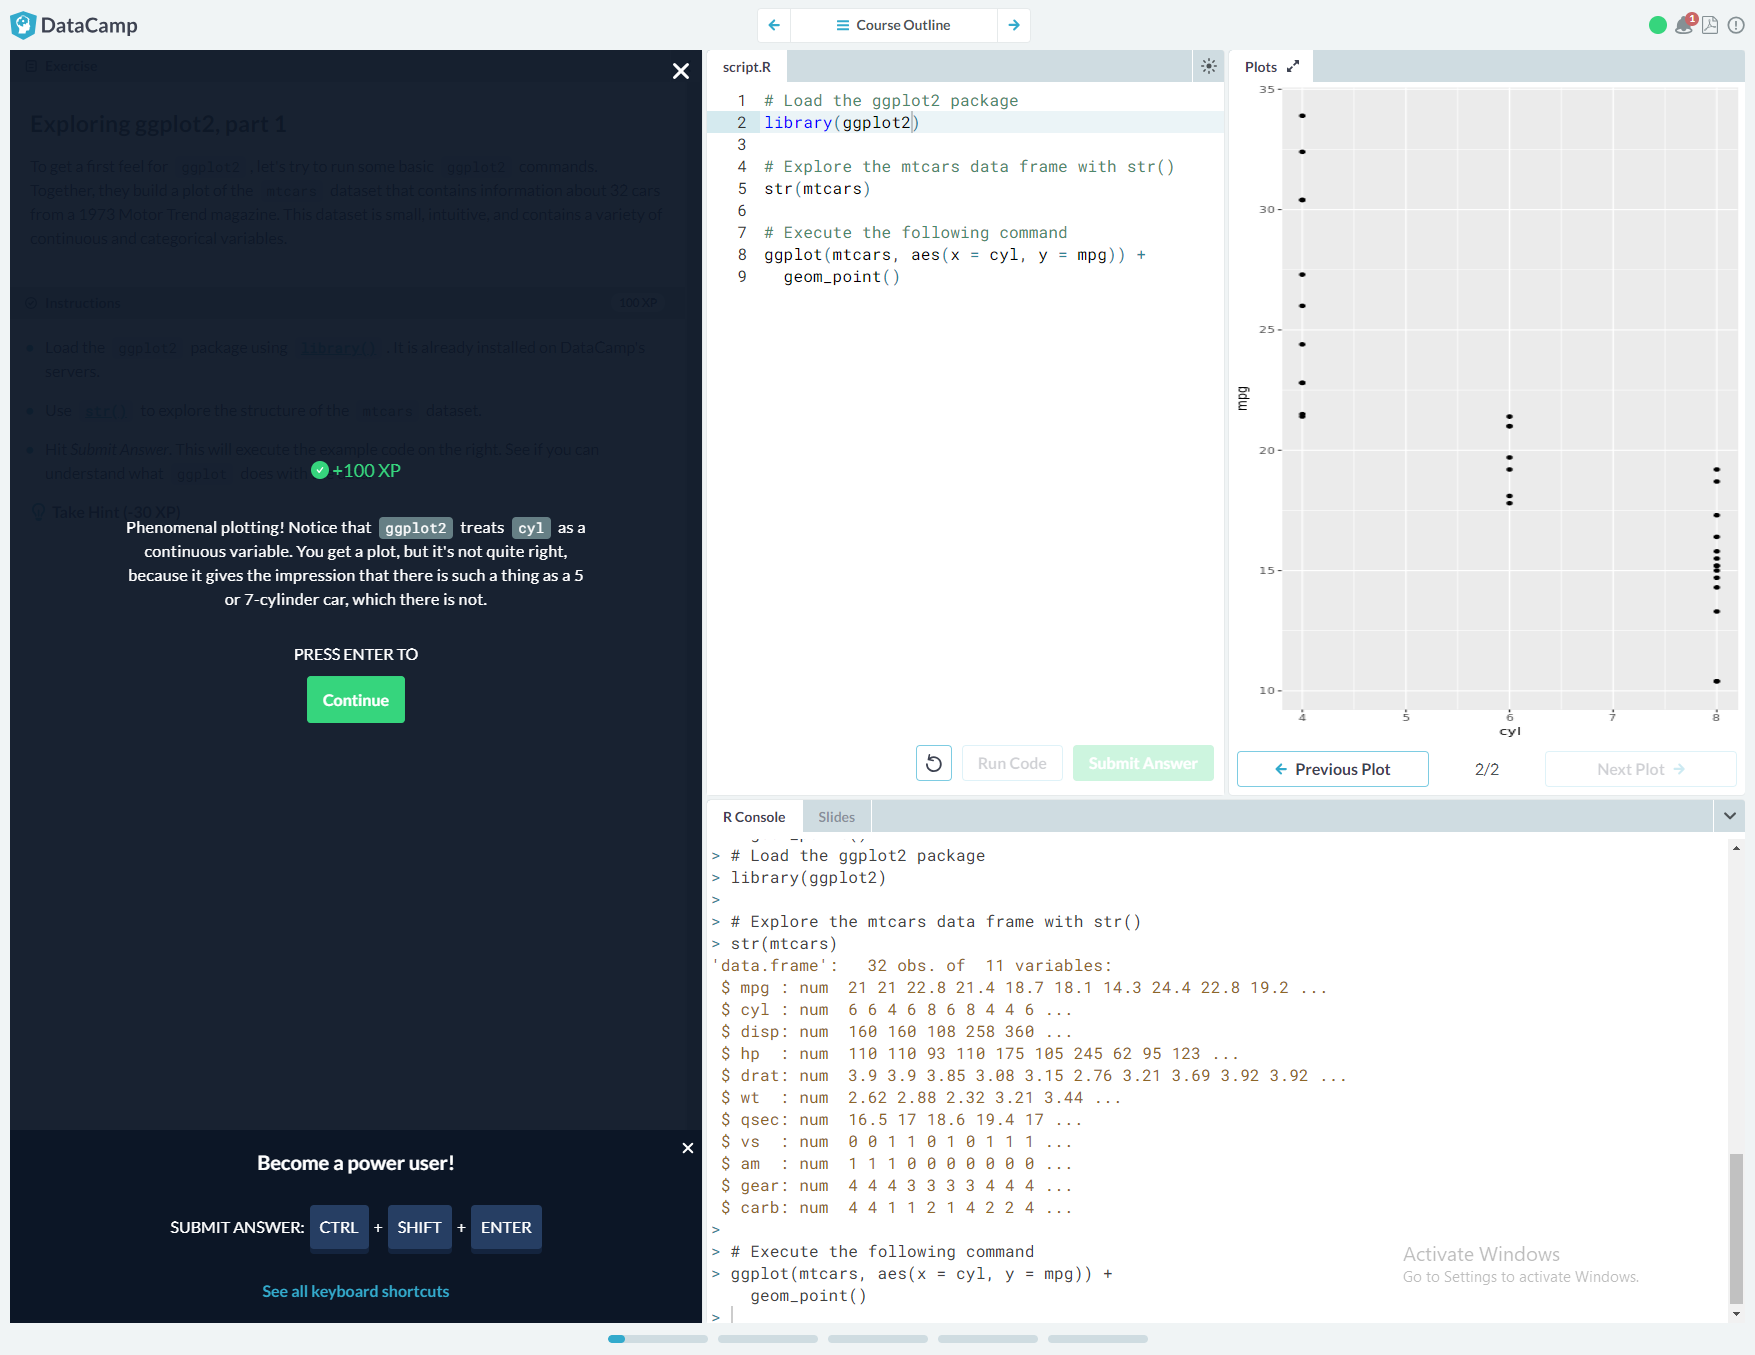 DataCamp
Course Outline
1
Exercise
Exploring ggplot2, part 1
To get a first feel for ggplot2 , let's try to run some basic ggplot2 commands.
Together, they build a plot of the mtcars dataset that contains information about 32 cars
from a 1973 Motor Trend magazine. This dataset is small, intuitive, and contains a variety of
continuous and categorical variables.
Instructions
100 XP
Load the ggplot2 package using library() . It is already installed on DataCamp's
servers.
Use str() to explore the structure of the mtcars dataset.
Hit Submit Answer. This will execute the example code on the right. See if you can
understand what ggplot does with
Take Hint (-30 XP)
+100 XP
Phenomenal plotting! Notice that ggplot2 treats cyl as a
continuous variable. You get a plot, but it's not quite right,
because it gives the impression that there is such a thing as a 5
or 7-cylinder car, which there is not.
PRESS ENTER TO
Continue
Become a power user!
SUBMIT ANSWER: CTRL + SHIFT + ENTER
See all keyboard shortcuts
script.R
1 # Load the ggplot2 package
2 library(ggplot2)
3
4 # Explore the mtcars data frame with str()
5 str(mtcars)
6
7 # Execute the following command
8 ggplot(mtcars, aes(x = cyl, y = mpg)) +
9 geom_point()
Run Code
Submit Answer
Plots
35
30
25
20
15
10
mpg
4 5 6 7 8
cyl
Previous Plot
2/2
Next Plot
R Console
Slides
> # Load the ggplot2 package
> library(ggplot2)
>
> # Explore the mtcars data frame with str()
> str(mtcars)
'data.frame': 32 obs. of 11 variables:
$ mpg : num 21 21 22.8 21.4 18.7 18.1 14.3 24.4 22.8 19.2 ...
$ cyl : num 6 6 4 6 8 6 8 4 4 6 ...
$ disp: num 160 160 108 258 360 ...
$ hp : num 110 110 93 110 175 105 245 62 95 123 ...
$ drat: num 3.9 3.9 3.85 3.08 3.15 2.76 3.21 3.69 3.92 3.92 ...
$ wt : num 2.62 2.88 2.32 3.21 3.44 ...
$ qsec: num 16.5 17 18.6 19.4 17 ...
$ vs : num 0 0 1 1 0 1 0 1 1 1 ...
$ am : num 1 1 1 0 0 0 0 0 0 0 ...
$ gear: num 4 4 4 3 3 3 3 4 4 4 ...
$ carb: num 4 4 1 1 2 1 4 2 2 4 ...
>
> # Execute the following command
> ggplot(mtcars, aes(x = cyl, y = mpg)) +
geom_point()
>
Activate Windows
Go to Settings to activate Windows.